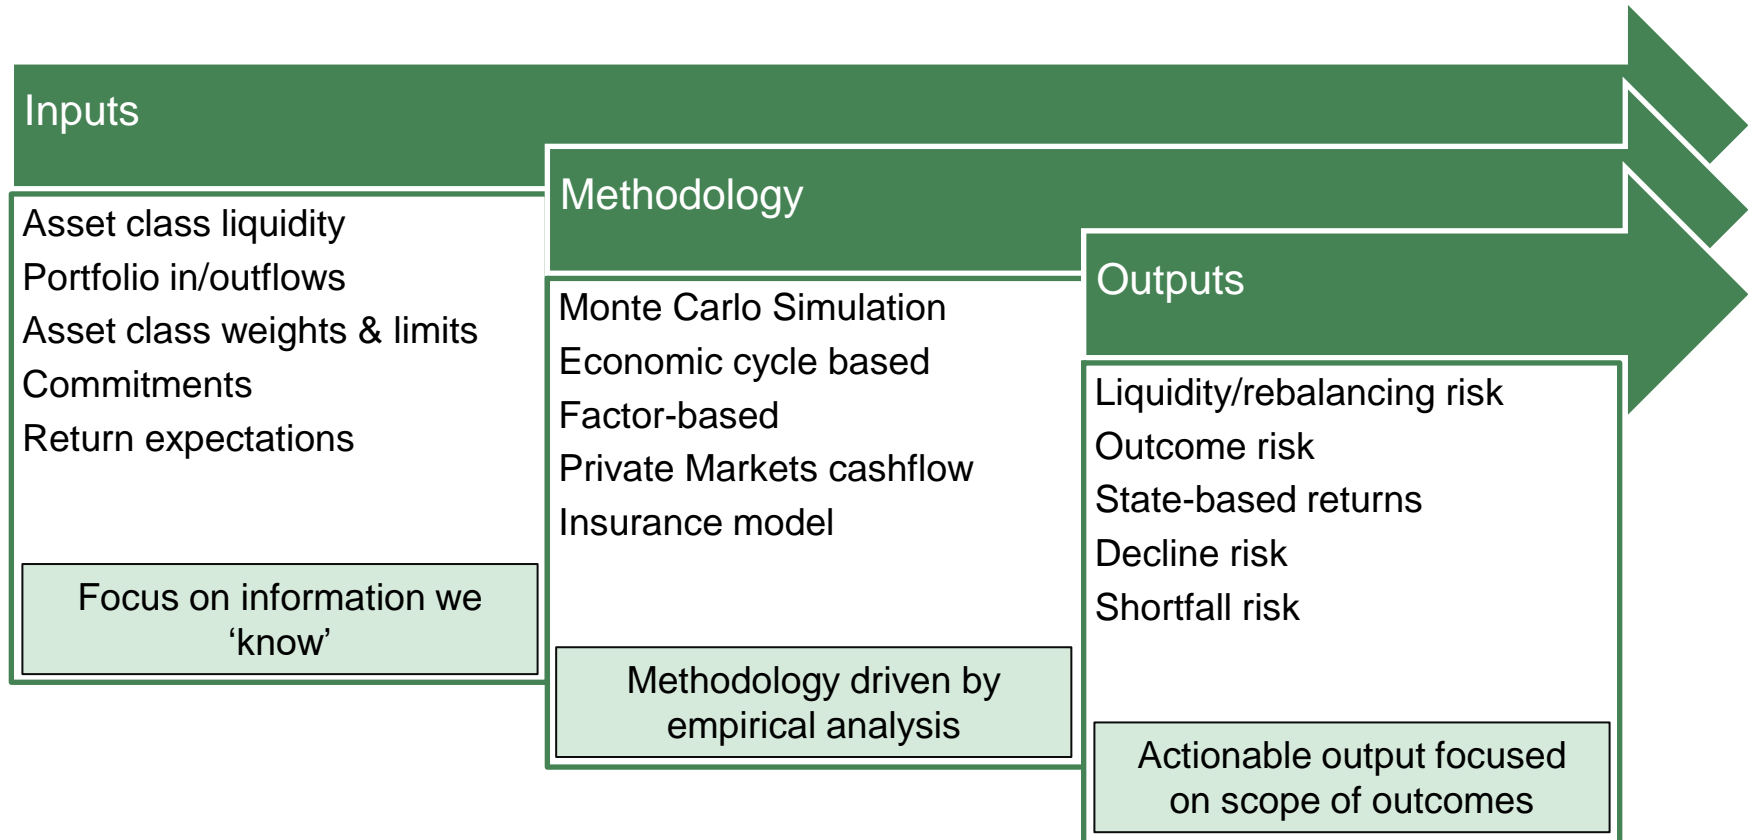 Inputs
Asset class liquidity
Portfolio in/outflows
Asset class weights & limits
Commitments
Return expectations
Focus on information we
‘know’
Methodology
Monte Carlo Simulation
Economic cycle based
Factor-based
Private Markets cashflow
Insurance model
Methodology driven by
empirical analysis
Outputs
Liquidity/rebalancing risk
Outcome risk
State-based returns
Decline risk
Shortfall risk
Actionable output focused
on scope of outcomes